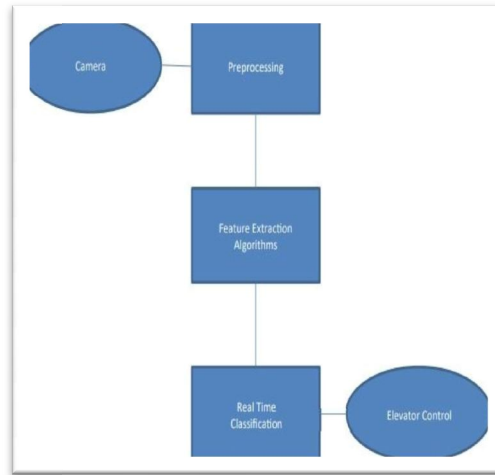 Camera
Preprocessing
Feature Extraction
Algorithms
Real Time
Classification
Elevator Control